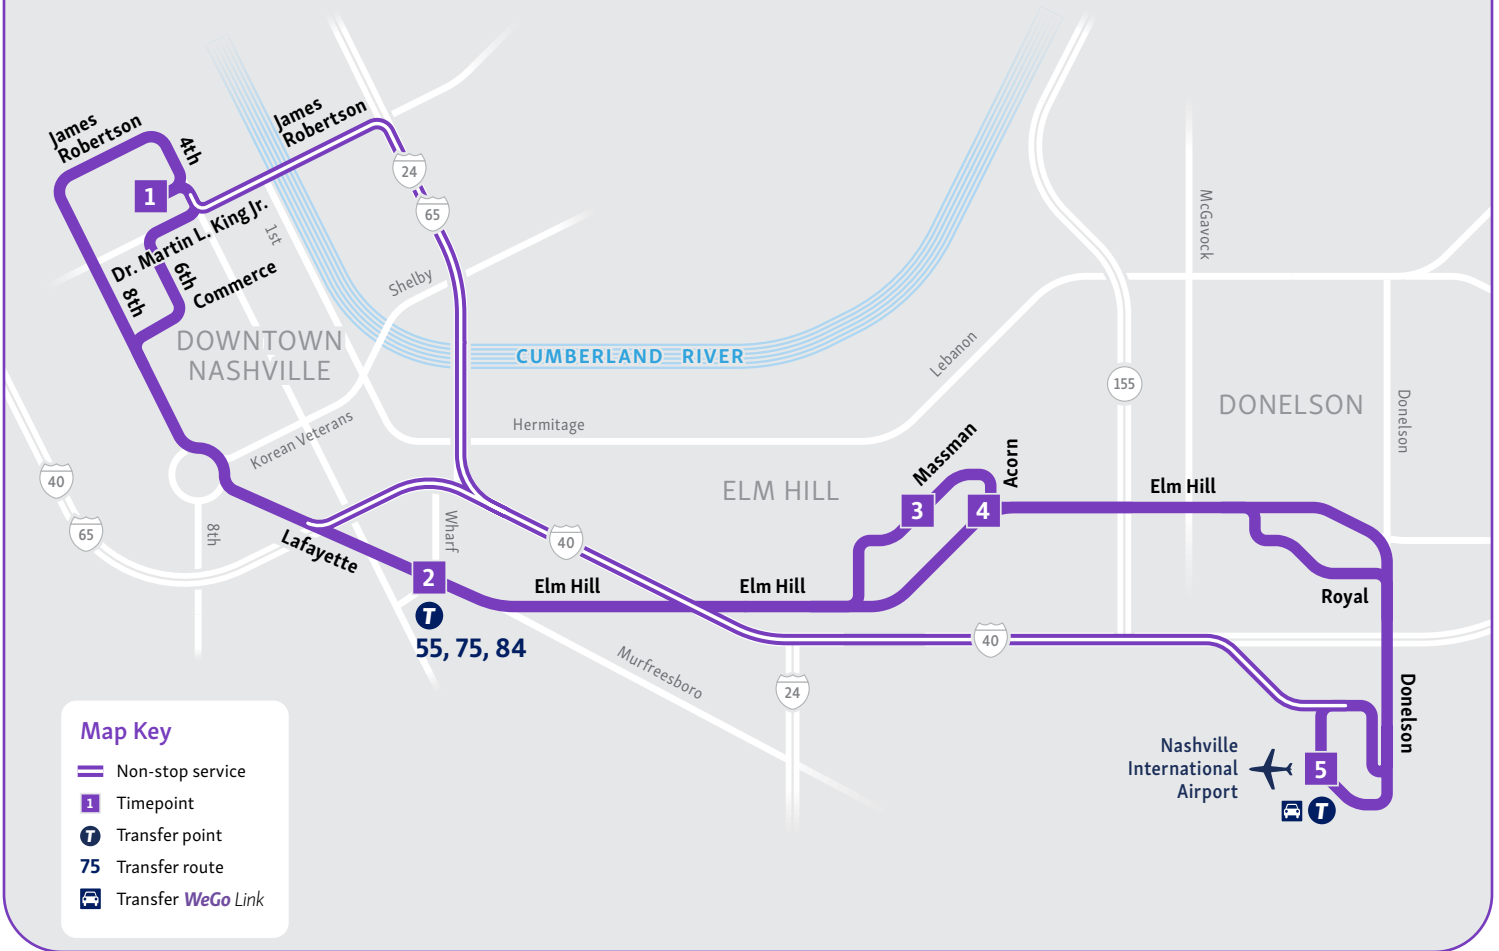 James
Robertson
4th
James
Robertson
24
65
1
Dr. Martin L. King Jr.
1st
6th
8th
Commerce
Shelby
McGavock
DOWNTOWN
NASHVILLE
CUMBERLAND RIVER
Lebanon
155
DONELSON
Donelson
Korean Veterans
Hermitage
Massman
Acorn
40
65
ELM HILL
Elm Hill
3
4
8th
Lafayette
Wharf
40
2
Elm Hill
Elm Hill
Royal
T
55, 75, 84
Murfreesboro
40
24
Donelson
Nashville
International
Airport
5
T
Map Key
Non-stop service
1 Timepoint
T Transfer point
75 Transfer route
Transfer WeGo Link